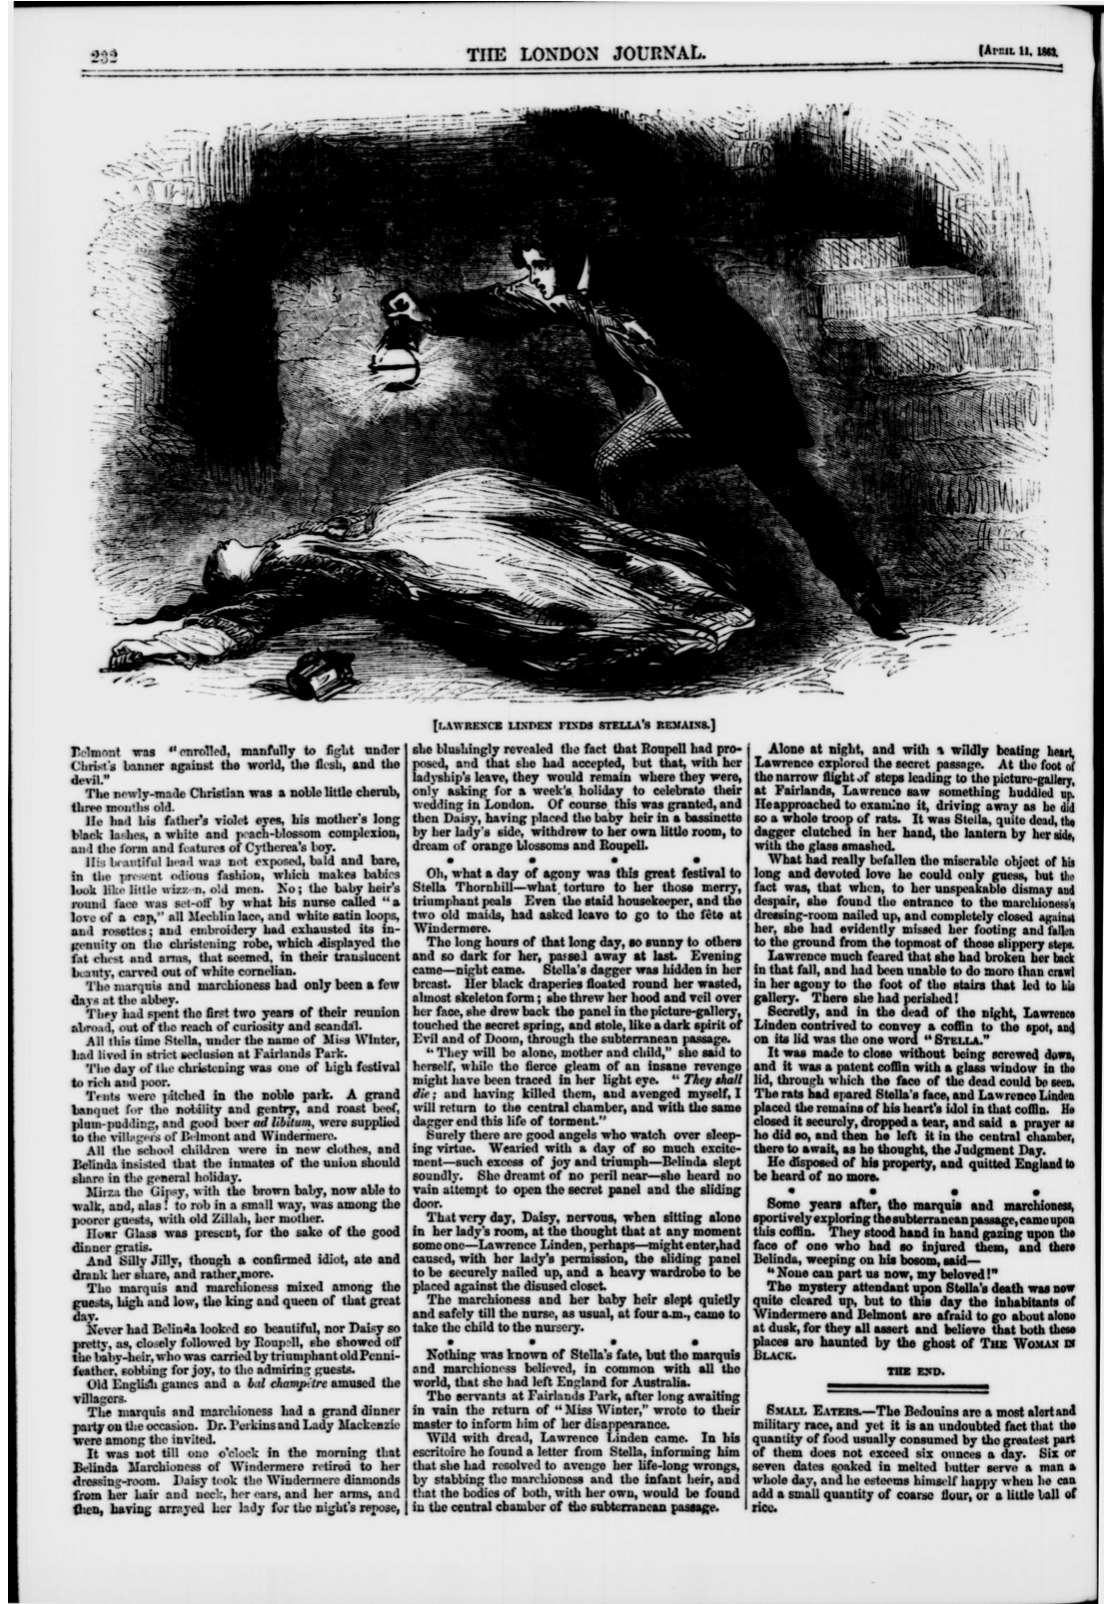 232
THE LONDON JOURNAL.
[APRIL 11, 1863.
[LAWRENCE LINDEN FINDS STELLA'S REMAINS.]
Belmont was "enrolled, manfully to fight under
Christ's banner against the world, the flesh, and the
devil."
The newly-made Christian was a noble little cherub,
three months old.
He had his father's violet eyes, his mother's long
black lashes, a white and peach-blossom complexion,
and the form and features of Cytherea's boy.
His beautiful head was not exposed, bald and bare,
in the present odious fashion, which makes babies
look like little wizzen, old men. No; the baby heir's
round face was set-off by what his nurse called "a
love of a cap," all Mechlin lace, and white satin loops,
and rosettes; and embroidery had exhausted its in-
genuity on the christening robe, which displayed the
fat chest and arms, that seemed, in their translucent
beauty, carved out of white cornelian.
The marquis and marchioness had only been a few
days at the abbey.
They had spent the first two years of their reunion
abroad, out of the reach of curiosity and scandal.
All this time Stella, under the name of Miss Winter,
had lived in strict seclusion at Fairlands Park.
The day of the christening was one of high festival
to rich and poor.
Tents were pitched in the noble park. A grand
banquet for the nobility and gentry, and roast beef,
plum-pudding, and good beer ad libitum, were supplied
to the villagers of Belmont and Windermere.
All the school children were in new clothes, and
Belinda insisted that the inmates of the union should
share in the general holiday.
Mirza the Gipsy, with the brown baby, now able to
walk, and, alas! to rob in a small way, was among the
poorer guests, with old Zillah, her mother.
Hour Glass was present, for the sake of the good
dinner gratis.
And Silly Jilly, though a confirmed idiot, ate and
drank her share, and rather more.
The marquis and marchioness mixed among the
guests, high and low, the king and queen of that great
day.
Never had Belinda looked so beautiful, nor Daisy so
pretty, as, closely followed by Roupell, she showed off
the baby-heir, who was carried by triumphant old Penni-
feather, sobbing for joy, to the admiring guests.
Old English games and a bal champêtre amused the
villagers.
The marquis and marchioness had a grand dinner
party on the occasion. Dr. Perkins and Lady Mackenzie
were among the invited.
It was not till one o'clock in the morning that
Belinda Marchioness of Windermere retired to her
dressing-room. Daisy took the Windermere diamonds
from her hair and neck, her ears, and her arms, and
then, having arrayed her lady for the night's repose,
she blushingly revealed the fact that Roupell had pro-
posed, and that she had accepted, but that, with her
ladyship's leave, they would remain where they were,
only asking for a week's holiday to celebrate their
wedding in London. Of course this was granted, and
then Daisy, having placed the baby heir in a bassinette
by her lady's side, withdrew to her own little room, to
dream of orange blossoms and Roupell.
* * * *
Oh, what a day of agony was this great festival to
Stella Thornhill—what torture to her those merry,
triumphant peals Even the staid housekeeper, and the
two old maids, had asked leave to go to the fête at
Windermere.
The long hours of that long day, so sunny to others
and so dark for her, passed away at last. Evening
came—night came. Stella's dagger was hidden in her
breast. Her black draperies floated round her wasted,
almost skeleton form; she threw her hood and veil over
her face, she drew back the panel in the picture-gallery,
touched the secret spring, and stole, like a dark spirit of
Evil and of Doom, through the subterranean passage.
"They will be alone, mother and child," she said to
herself, while the fierce gleam of an insane revenge
might have been traced in her light eye. "They shall
die; and having killed them, and avenged myself, I
will return to the central chamber, and with the same
dagger end this life of torment."
Surely there are good angels who watch over sleep-
ing virtue. Wearied with a day of so much excite-
ment—such excess of joy and triumph—Belinda slept
soundly. She dreamt of no peril near—she heard no
vain attempt to open the secret panel and the sliding
door.
That very day, Daisy, nervous, when sitting alone
in her lady's room, at the thought that at any moment
some one—Lawrence Linden, perhaps—might enter, had
caused, with her lady's permission, the sliding panel
to be securely nailed up, and a heavy wardrobe to be
placed against the disused closet.
The marchioness and her baby heir slept quietly
and safely till the nurse, as usual, at four a.m., came to
take the child to the nursery.
* * * *
Nothing was known of Stella's fate, but the marquis
and marchioness believed, in common with all the
world, that she had left England for Australia.
The servants at Fairlands Park, after long awaiting
in vain the return of "Miss Winter," wrote to their
master to inform him of her disappearance.
Wild with dread, Lawrence Linden came. In his
escritoire he found a letter from Stella, informing him
that she had resolved to avenge her life-long wrongs,
by stabbing the marchioness and the infant heir, and
that the bodies of both, with her own, would be found
in the central chamber of the subterranean passage.
Alone at night, and with a wildly beating heart,
Lawrence explored the secret passage. At the foot of
the narrow flight of steps leading to the picture-gallery,
at Fairlands, Lawrence saw something huddled up.
He approached to examine it, driving away as he did
so a whole troop of rats. It was Stella, quite dead, the
dagger clutched in her hand, the lantern by her side,
with the glass smashed.
What had really befallen the miserable object of his
long and devoted love he could only guess, but the
fact was, that when, to her unspeakable dismay and
despair, she found the entrance to the marchioness's
dressing-room nailed up, and completely closed against
her, she had evidently missed her footing and fallen
to the ground from the topmost of those slippery steps.
Lawrence much feared that she had broken her back
in that fall, and had been unable to do more than crawl
in her agony to the foot of the stairs that led to his
gallery. There she had perished!
Secretly, and in the dead of the night, Lawrence
Linden contrived to convey a coffin to the spot, and
on its lid was the one word "STELLA."
It was made to close without being screwed down,
and it was a patent coffin with a glass window in the
lid, through which the face of the dead could be seen.
The rats had spared Stella's face, and Lawrence Linden
placed the remains of his heart's idol in that coffin. He
closed it securely, dropped a tear, and said a prayer as
he did so, and then he left it in the central chamber,
there to await, as he thought, the Judgment Day.
He disposed of his property, and quitted England to
be heard of no more.
* * * *
Some years after, the marquis and marchioness,
sportively exploring the subterranean passage, came upon
this coffin. They stood hand in hand gazing upon the
face of one who had so injured them, and there
Belinda, weeping on his bosom, said—
"None can part us now, my beloved!"
The mystery attendant upon Stella's death was now
quite cleared up, but to this day the inhabitants of
Windermere and Belmont are afraid to go about alone
at dusk, for they all assert and believe that both these
places are haunted by the ghost of THE WOMAN IN
BLACK.
THE END.
SMALL EATERS.—The Bedouins are a most alert and
military race, and yet it is an undoubted fact that the
quantity of food usually consumed by the greatest part
of them does not exceed six ounces a day. Six or
seven dates soaked in melted butter serve a man a
whole day, and he esteems himself happy when he can
add a small quantity of coarse flour, or a little ball of
rice.